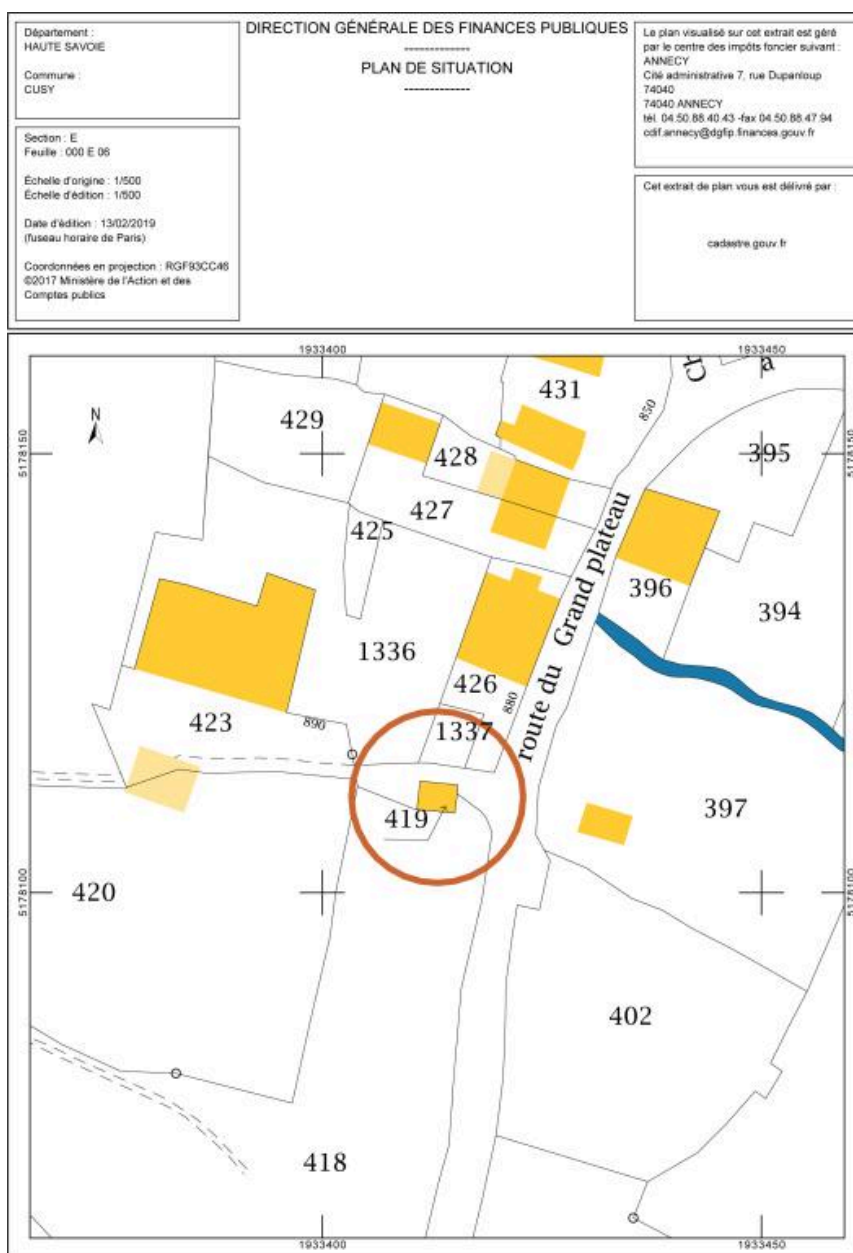 Département :
HAUTE SAVOIE
Commune :
CUSY
Section : E
Feuille : 000 E 06
Échelle d'origine : 1/500
Échelle d'édition : 1/500
Date d'édition : 13/02/2019
(fuseau horaire de Paris)
Coordonnées en projection : RGF93CC46
©2017 Ministère de l'Action et des
Comptes publics
DIRECTION GÉNÉRALE DES FINANCES PUBLIQUES
-------------
PLAN DE SITUATION
-------------
Le plan visualisé sur cet extrait est géré
par le centre des impôts foncier suivant :
ANNECY
Cité administrative 7, rue Dupanloup
74040
74040 ANNECY
tél. 04.50.88.40.43 -fax 04.50.88.47.94
cdif.annecy@dgfip.finances.gouv.fr
Cet extrait de plan vous est délivré par :
cadastre.gouv.fr
1933400
1933450
5178150
5178150
N
431
850
429
428
395
427
425
396
394
route du Grand plateau
1336
426
880
423
890
1337
419
397
5178100
5178100
420
402
418
1933400
1933450